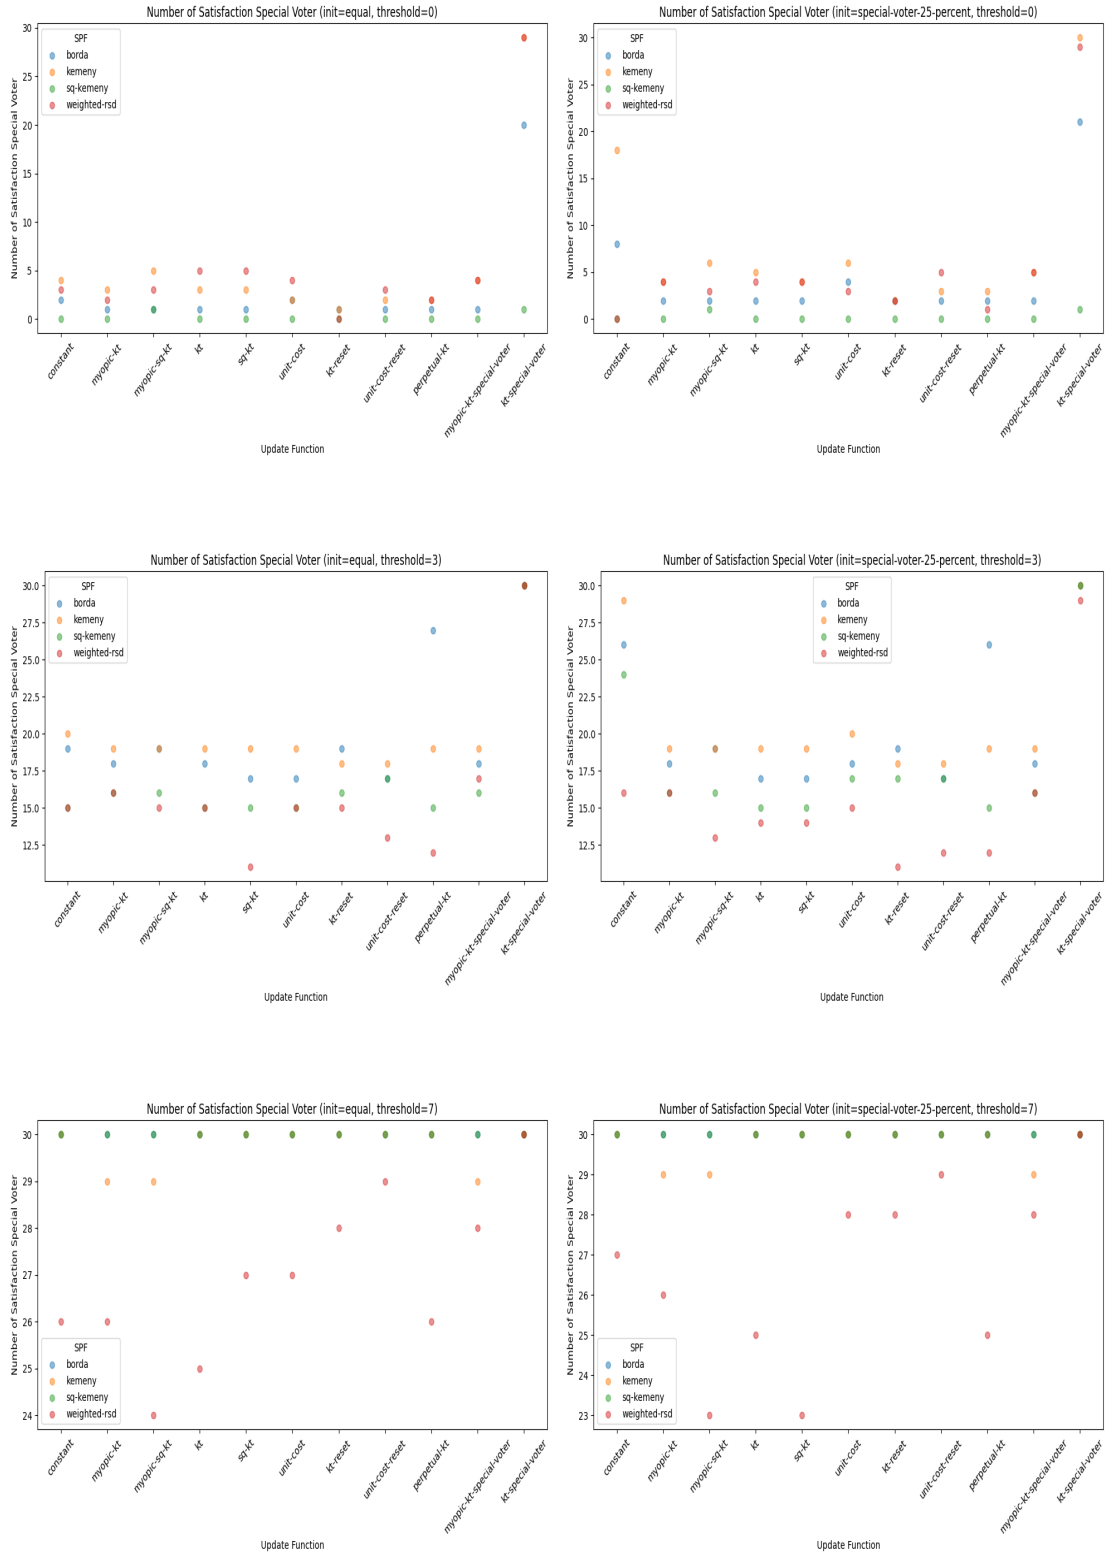 Number of Satisfaction Special Voter (init=equal, threshold=0)
Number of Satisfaction Special Voter
30
25
20
15
10
5
0
SPF
borda
kemeny
sq-kemeny
weighted-rsd
constant
myopic-kt
myopic-sq-kt
kt
sq-kt
unit-cost
kt-reset
unit-cost-reset
perpetual-kt
myopic-kt-special-voter
kt-special-voter
Update Function
Number of Satisfaction Special Voter (init=special-voter-25-percent, threshold=0)
Number of Satisfaction Special Voter
30
25
20
15
10
5
0
SPF
borda
kemeny
sq-kemeny
weighted-rsd
constant
myopic-kt
myopic-sq-kt
kt
sq-kt
unit-cost
kt-reset
unit-cost-reset
perpetual-kt
myopic-kt-special-voter
kt-special-voter
Update Function
Number of Satisfaction Special Voter (init=equal, threshold=3)
Number of Satisfaction Special Voter
30.0
27.5
25.0
22.5
20.0
17.5
15.0
12.5
SPF
borda
kemeny
sq-kemeny
weighted-rsd
constant
myopic-kt
myopic-sq-kt
kt
sq-kt
unit-cost
kt-reset
unit-cost-reset
perpetual-kt
myopic-kt-special-voter
kt-special-voter
Update Function
Number of Satisfaction Special Voter (init=special-voter-25-percent, threshold=3)
Number of Satisfaction Special Voter
30.0
27.5
25.0
22.5
20.0
17.5
15.0
12.5
SPF
borda
kemeny
sq-kemeny
weighted-rsd
constant
myopic-kt
myopic-sq-kt
kt
sq-kt
unit-cost
kt-reset
unit-cost-reset
perpetual-kt
myopic-kt-special-voter
kt-special-voter
Update Function
Number of Satisfaction Special Voter (init=equal, threshold=7)
Number of Satisfaction Special Voter
30
29
28
27
26
25
24
SPF
borda
kemeny
sq-kemeny
weighted-rsd
constant
myopic-kt
myopic-sq-kt
kt
sq-kt
unit-cost
kt-reset
unit-cost-reset
perpetual-kt
myopic-kt-special-voter
kt-special-voter
Update Function
Number of Satisfaction Special Voter (init=special-voter-25-percent, threshold=7)
Number of Satisfaction Special Voter
30
29
28
27
26
25
24
23
SPF
borda
kemeny
sq-kemeny
weighted-rsd
constant
myopic-kt
myopic-sq-kt
kt
sq-kt
unit-cost
kt-reset
unit-cost-reset
perpetual-kt
myopic-kt-special-voter
kt-special-voter
Update Function